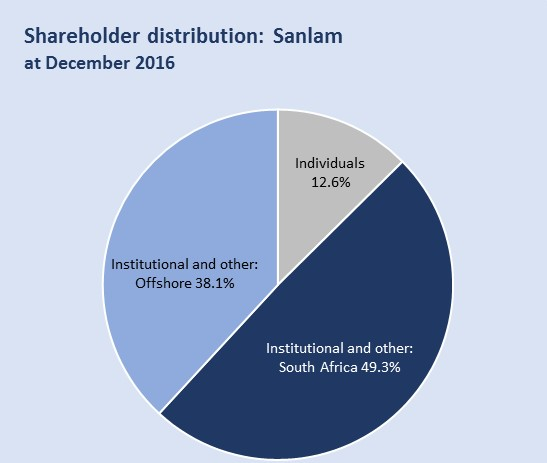 Shareholder distribution: Sanlam
at December 2016
Individuals
12.6%
Institutional and other:
Offshore 38.1%
Institutional and other:
South Africa 49.3%